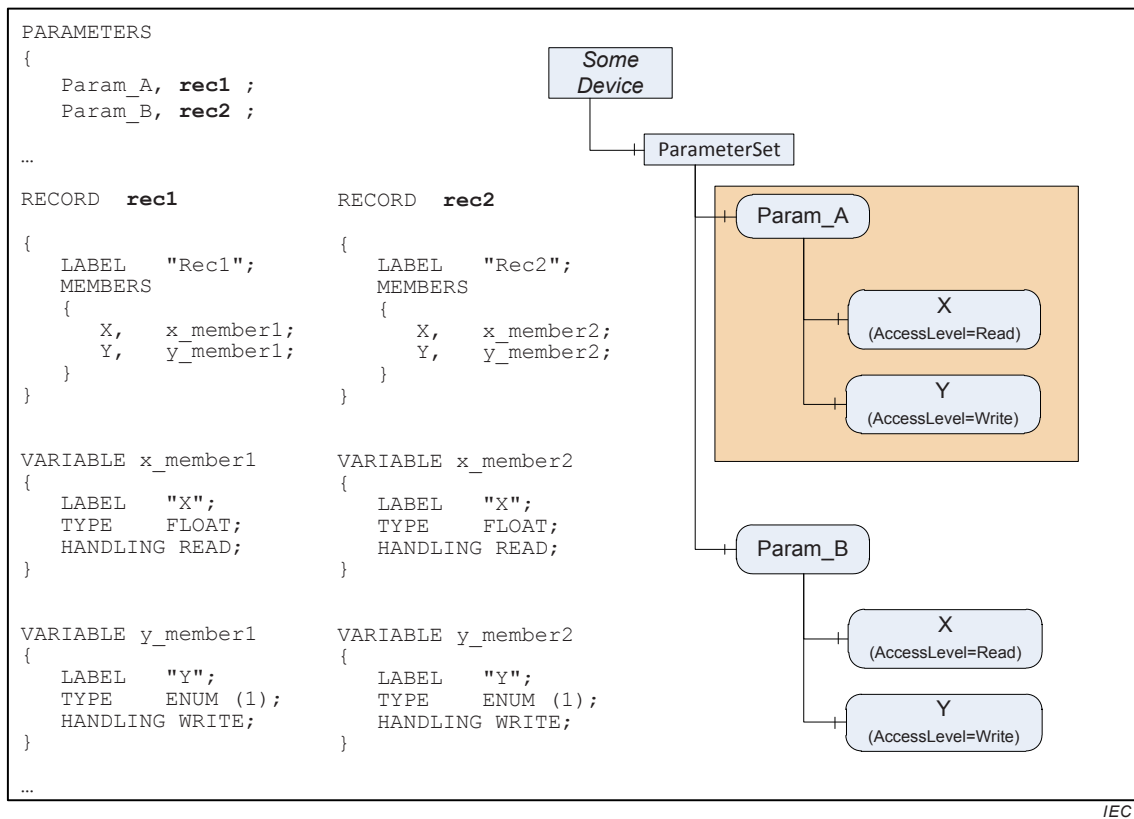 PARAMETERS
{
Param_A, rec1 ;
Param_B, rec2 ;
…
RECORD rec1
{
LABEL "Rec1";
MEMBERS
{
X, x_member1;
Y, y_member1;
}
}
VARIABLE x_member1
{
LABEL "X";
TYPE FLOAT;
HANDLING READ;
}
VARIABLE y_member1
{
LABEL "Y";
TYPE ENUM (1);
HANDLING WRITE;
}
…
RECORD rec2
{
LABEL "Rec2";
MEMBERS
{
X, x_member2;
Y, y_member2;
}
}
VARIABLE x_member2
{
LABEL "X";
TYPE FLOAT;
HANDLING READ;
}
VARIABLE y_member2
{
LABEL "Y";
TYPE ENUM (1);
HANDLING WRITE;
}
Some
Device
ParameterSet
Param_A
X
(AccessLevel=Read)
Y
(AccessLevel=Write)
Param_B
X
(AccessLevel=Read)
Y
(AccessLevel=Write)
IEC